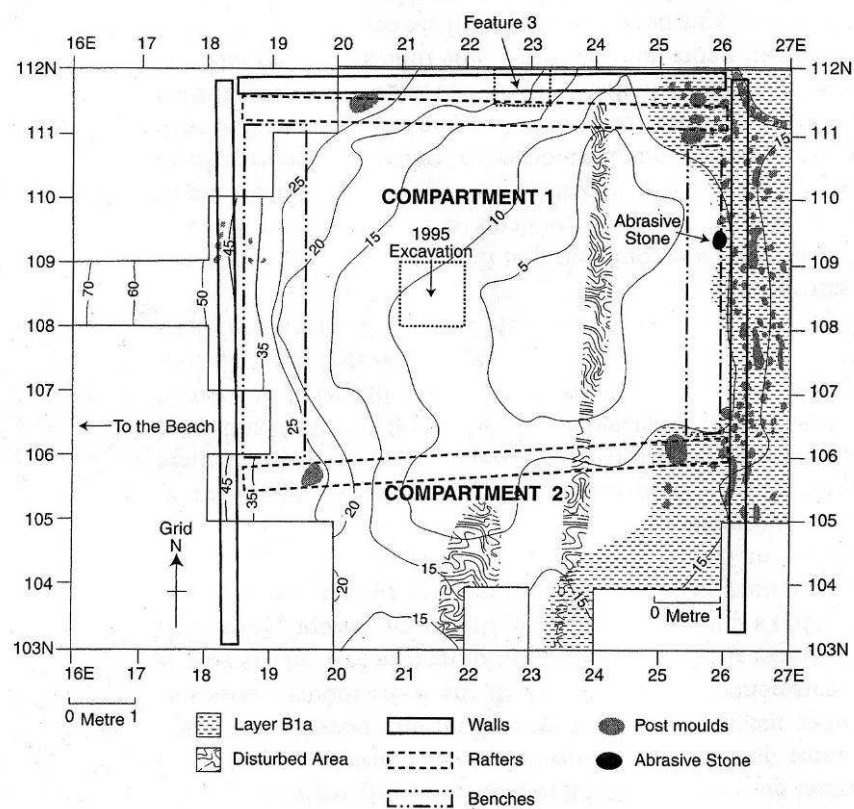 Feature 3
16E 17 18 19 20 21 22 23 24 25 26 27E
112N 112N
111 111
25
15
110 COMPARTMENT 1 110
20 15 10
45 1995 Excavation Abrasive Stone
109 5 109
70 60 50
35
108 108
107 107
25
To the Beach
106 106
45 35
COMPARTMENT 2
105 20 105
Grid
N
15
104 15 15 104
20
15 0 Metre 1
103N 103N
16E 17 18 19 20 21 22 23 24 25 26 27E
0 Metre 1
Layer B1a Walls Post moulds
Disturbed Area Rafters Abrasive Stone
Benches